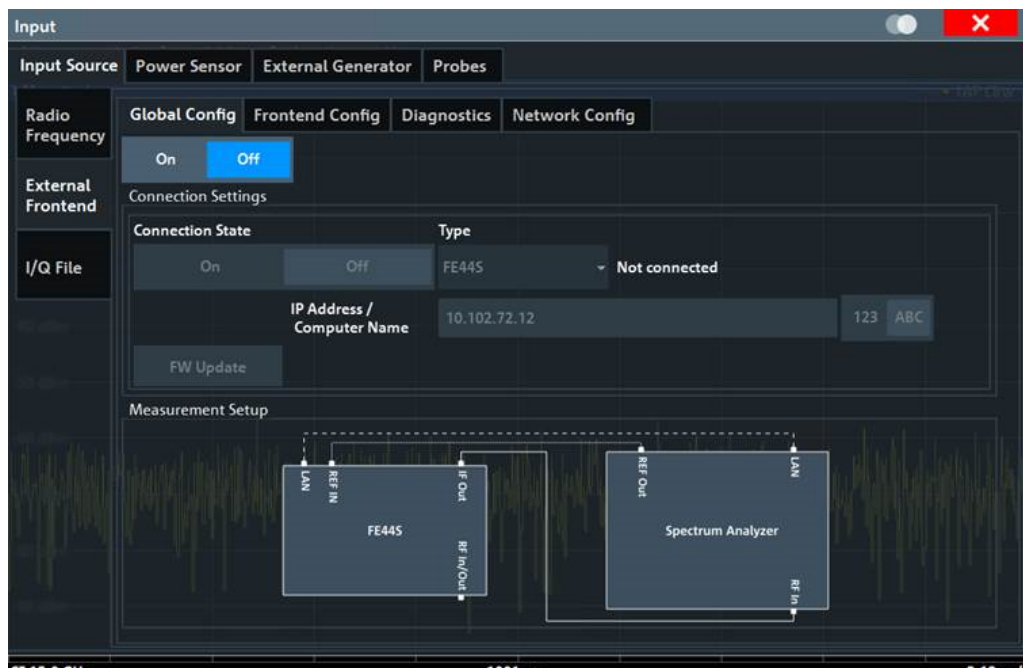 Input
Input Source Power Sensor External Generator Probes
Radio
Frequency
External
Frontend
I/Q File
Global Config Frontend Config Diagnostics Network Config
On Off
Connection Settings
Connection State Type
On Off FE44S Not connected
IP Address /
Computer Name 10.102.72.12 123 ABC
FW Update
Measurement Setup
LAN REF IN IF Out REF Out LAN
FE44S Spectrum Analyzer
RF In/Out RF In